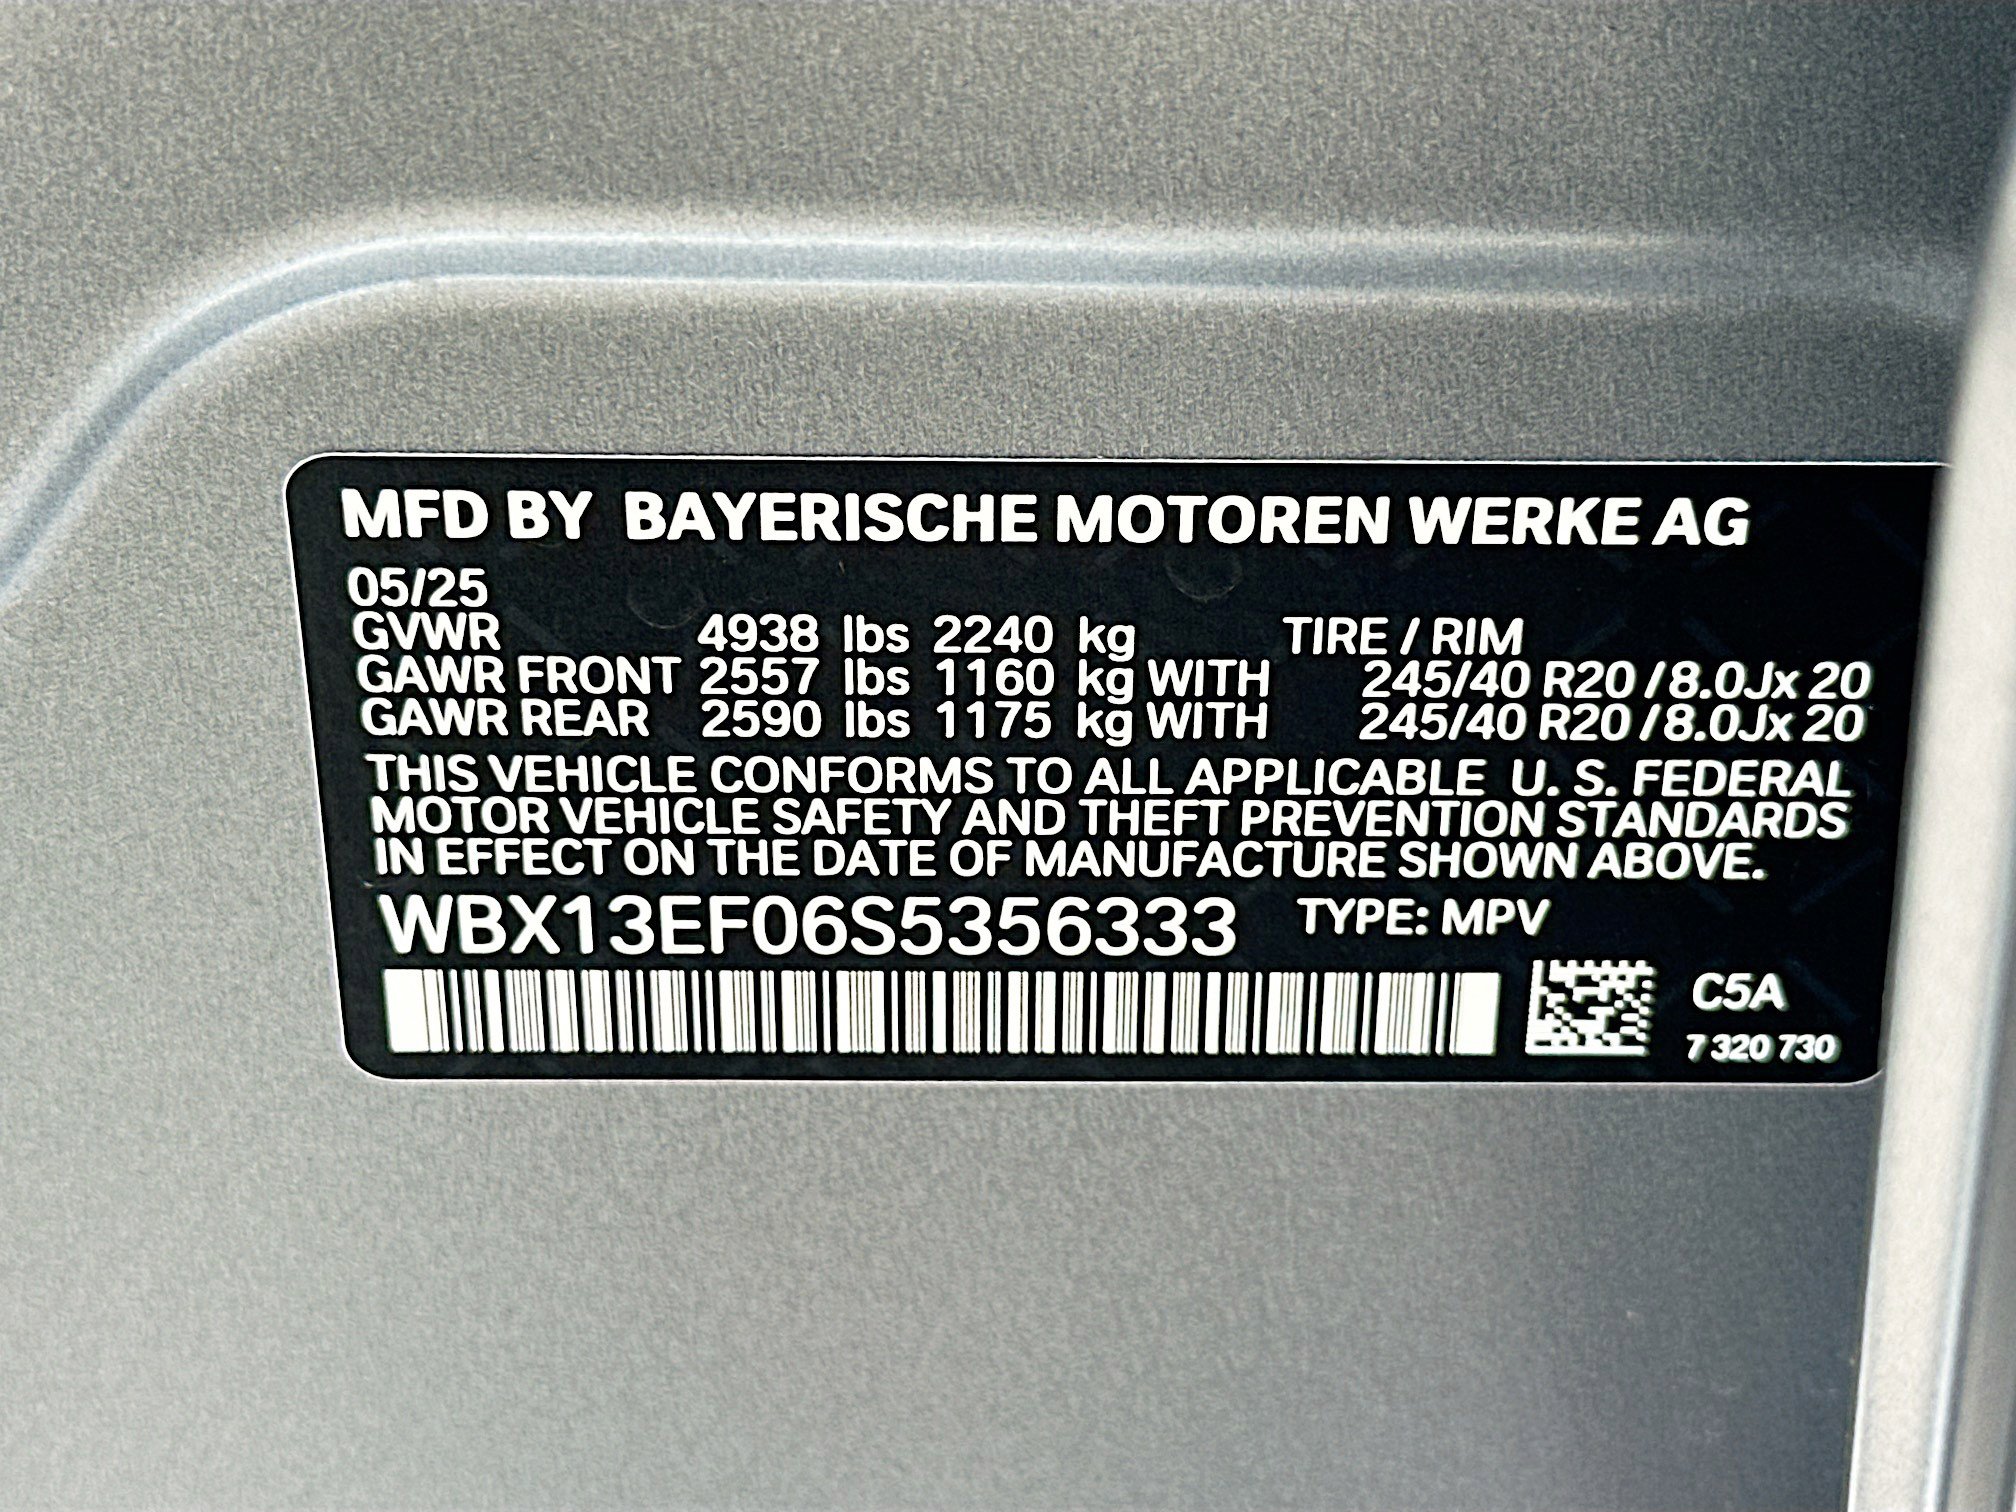 MFD BY BAYERISCHE MOTOREN WERKE AG
05/25
GVWR 4938 lbs 2240 kg TIRE / RIM
GAWR FRONT 2557 lbs 1160 kg WITH 245/40 R20 / 8.0Jx 20
GAWR REAR 2590 lbs 1175 kg WITH 245/40 R20 / 8.0Jx 20
THIS VEHICLE CONFORMS TO ALL APPLICABLE U. S. FEDERAL
MOTOR VEHICLE SAFETY AND THEFT PREVENTION STANDARDS
IN EFFECT ON THE DATE OF MANUFACTURE SHOWN ABOVE.
WBX13EF06S5356333 TYPE: MPV
C5A
7 320 730